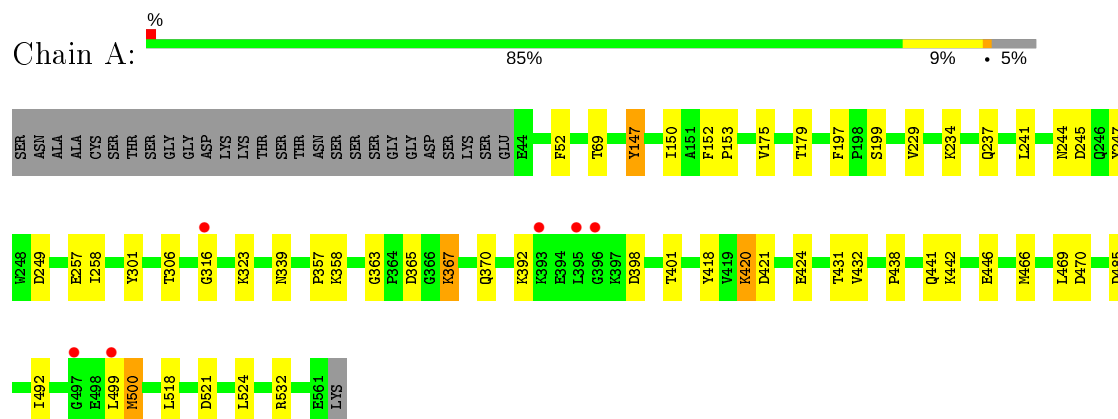 %
Chain A:
85% 9% • 5%
SER ASN ALA ALA CYS SER THR SER GLY GLY ASP LYS LYS THR SER THR ASN SER SER SER GLY GLY ASP SER LYS SER GLU E44 F52 T69 Y147 I150 A151 F152 P153 V175 T179 F197 P198 S199 V229 K234 Q237 L241 N244 D245 Q246
W248 D249 E257 I258 Y301 T306 G316 K323 N339 P357 K358 G363 P364 D365 G366 K367 Q370 K392 K393 E394 L395 G396 K397 D398 T401 Y418 V419 K420 D421 E424 T431 V432 P438 Q441 K442 E446 M466 L469 D470
I492 G497 E498 L499 M500 L518 D521 L524 R532 E561 LYS